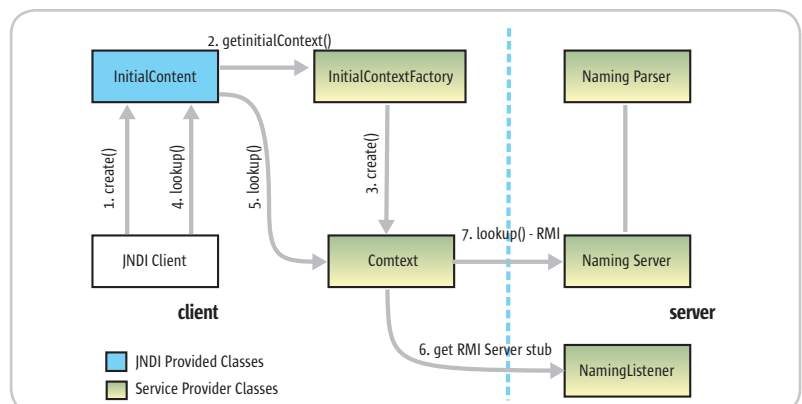 2. getinitialContext()
InitialContent
InitialContextFactory
Naming Parser
1. create()
4. lookup()
5. lookup()
3. create()
7. lookup() - RMI
JNDI Client
Comtext
Naming Server
client
server
6. get RMI Server stub
JNDI Provided Classes
NamingListener
Service Provider Classes